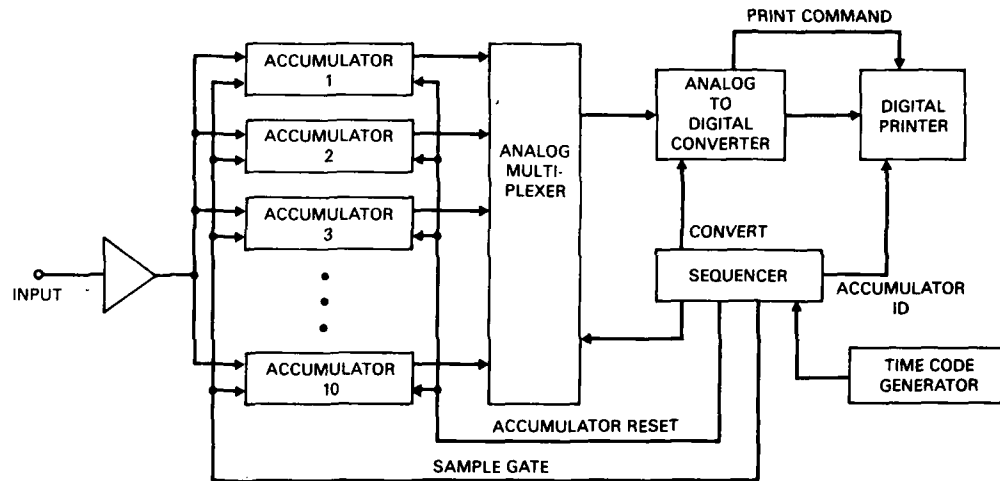 PRINT COMMAND
ACCUMULATOR
1
ACCUMULATOR
2
ACCUMULATOR
3
ACCUMULATOR
10
INPUT
ANALOG
MULTI-
PLEXER
ANALOG
TO
DIGITAL
CONVERTER
DIGITAL
PRINTER
CONVERT
SEQUENCER
ACCUMULATOR
ID
TIME CODE
GENERATOR
ACCUMULATOR RESET
SAMPLE GATE